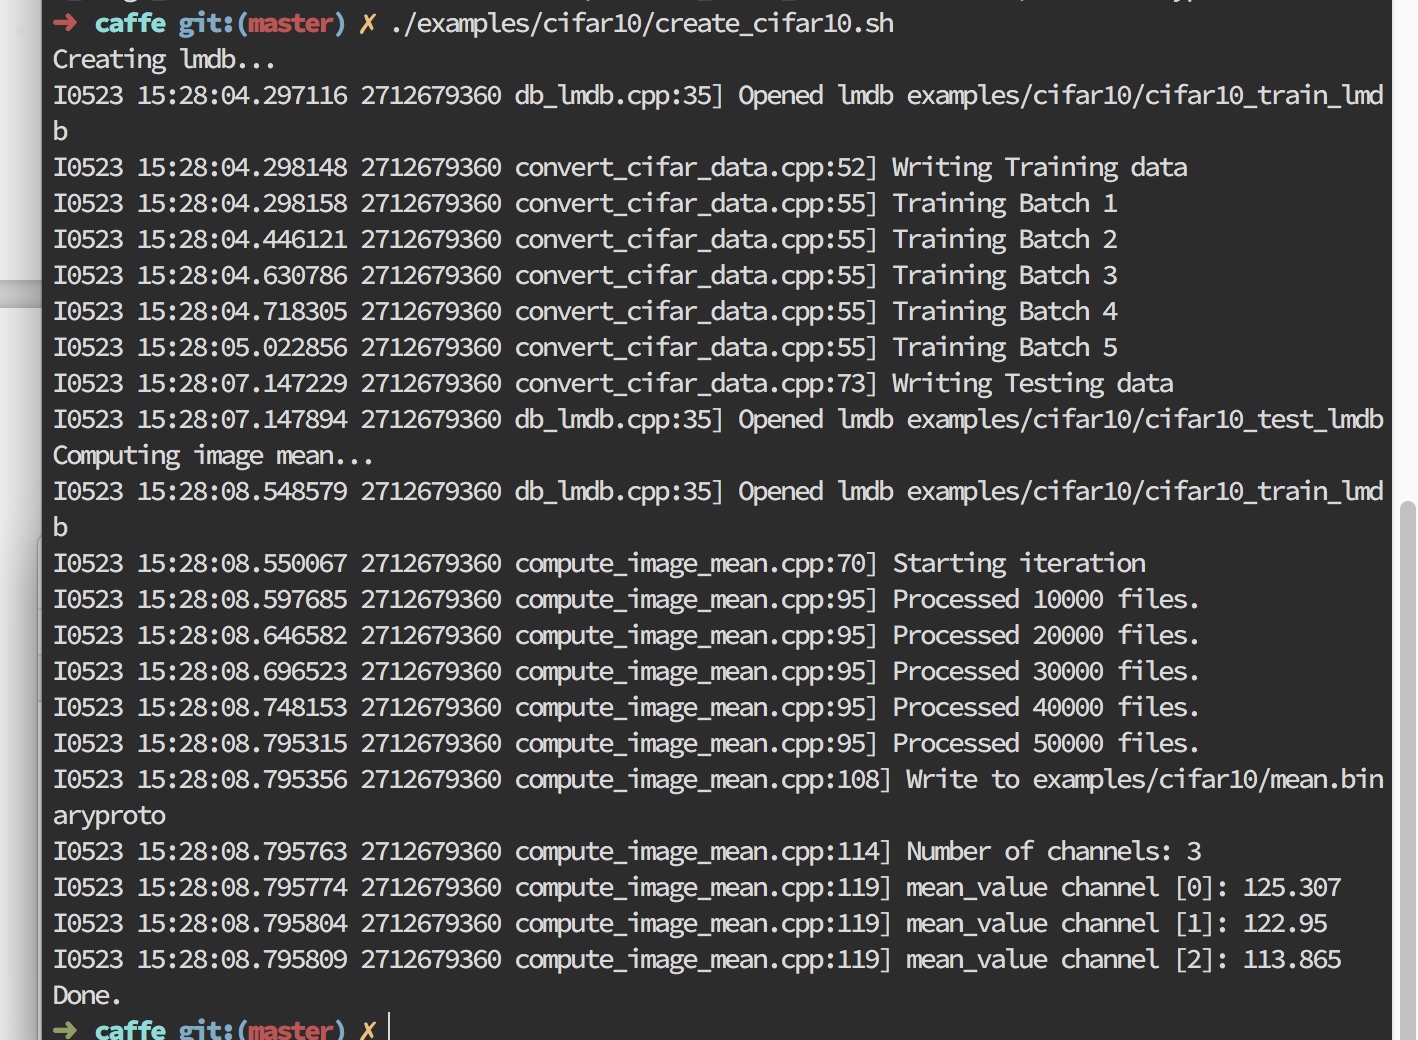 ➜ caffe git:(master) ✗ ./examples/cifar10/create_cifar10.sh
Creating lmdb...
I0523 15:28:04.297116 2712679360 db_lmdb.cpp:35] Opened lmdb examples/cifar10/cifar10_train_lmd
b
I0523 15:28:04.298148 2712679360 convert_cifar_data.cpp:52] Writing Training data
I0523 15:28:04.298158 2712679360 convert_cifar_data.cpp:55] Training Batch 1
I0523 15:28:04.446121 2712679360 convert_cifar_data.cpp:55] Training Batch 2
I0523 15:28:04.630786 2712679360 convert_cifar_data.cpp:55] Training Batch 3
I0523 15:28:04.718305 2712679360 convert_cifar_data.cpp:55] Training Batch 4
I0523 15:28:05.022856 2712679360 convert_cifar_data.cpp:55] Training Batch 5
I0523 15:28:07.147229 2712679360 convert_cifar_data.cpp:73] Writing Testing data
I0523 15:28:07.147894 2712679360 db_lmdb.cpp:35] Opened lmdb examples/cifar10/cifar10_test_lmdb
Computing image mean...
I0523 15:28:08.548579 2712679360 db_lmdb.cpp:35] Opened lmdb examples/cifar10/cifar10_train_lmd
b
I0523 15:28:08.550067 2712679360 compute_image_mean.cpp:70] Starting iteration
I0523 15:28:08.597685 2712679360 compute_image_mean.cpp:95] Processed 10000 files.
I0523 15:28:08.646582 2712679360 compute_image_mean.cpp:95] Processed 20000 files.
I0523 15:28:08.696523 2712679360 compute_image_mean.cpp:95] Processed 30000 files.
I0523 15:28:08.748153 2712679360 compute_image_mean.cpp:95] Processed 40000 files.
I0523 15:28:08.795315 2712679360 compute_image_mean.cpp:95] Processed 50000 files.
I0523 15:28:08.795356 2712679360 compute_image_mean.cpp:108] Write to examples/cifar10/mean.bin
aryproto
I0523 15:28:08.795763 2712679360 compute_image_mean.cpp:114] Number of channels: 3
I0523 15:28:08.795774 2712679360 compute_image_mean.cpp:119] mean_value channel [0]: 125.307
I0523 15:28:08.795804 2712679360 compute_image_mean.cpp:119] mean_value channel [1]: 122.95
I0523 15:28:08.795809 2712679360 compute_image_mean.cpp:119] mean_value channel [2]: 113.865
Done.
➜ caffe git:(master) ✗